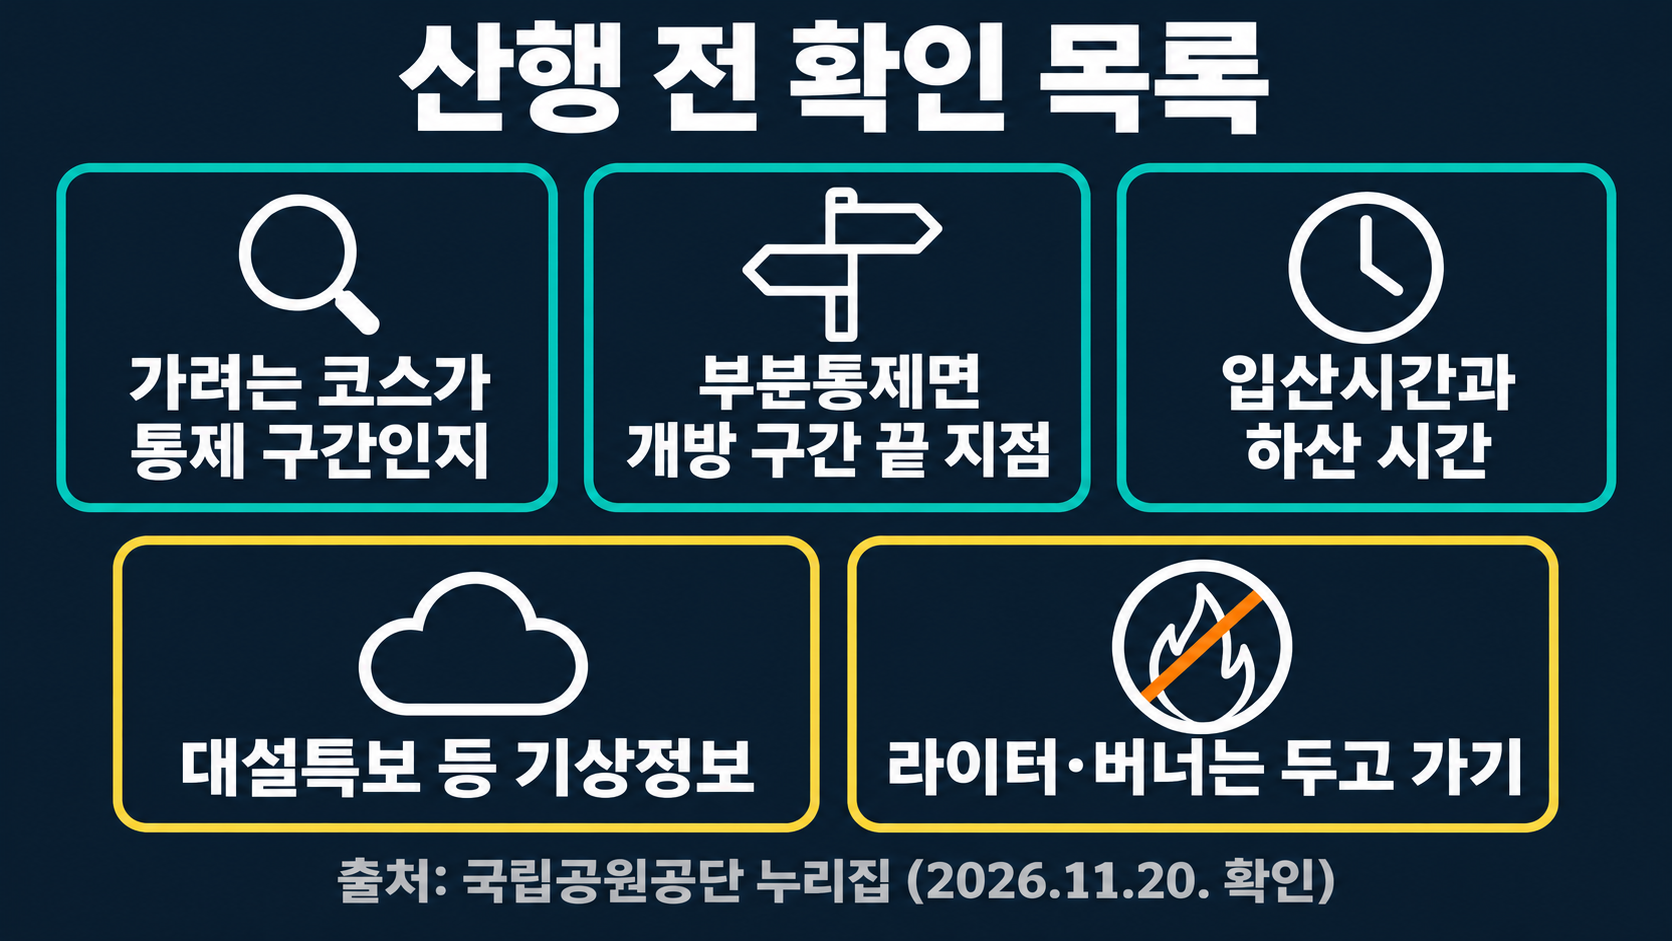 산행 전 확인 목록
가려는 코스가
통제 구간인지
부분통제면
개방 구간 끝 지점
입산시간과
하산 시간
대설특보 등 기상정보
라이터·버너는 두고 가기
출처: 국립공원공단 누리집 (2026.11.20. 확인)